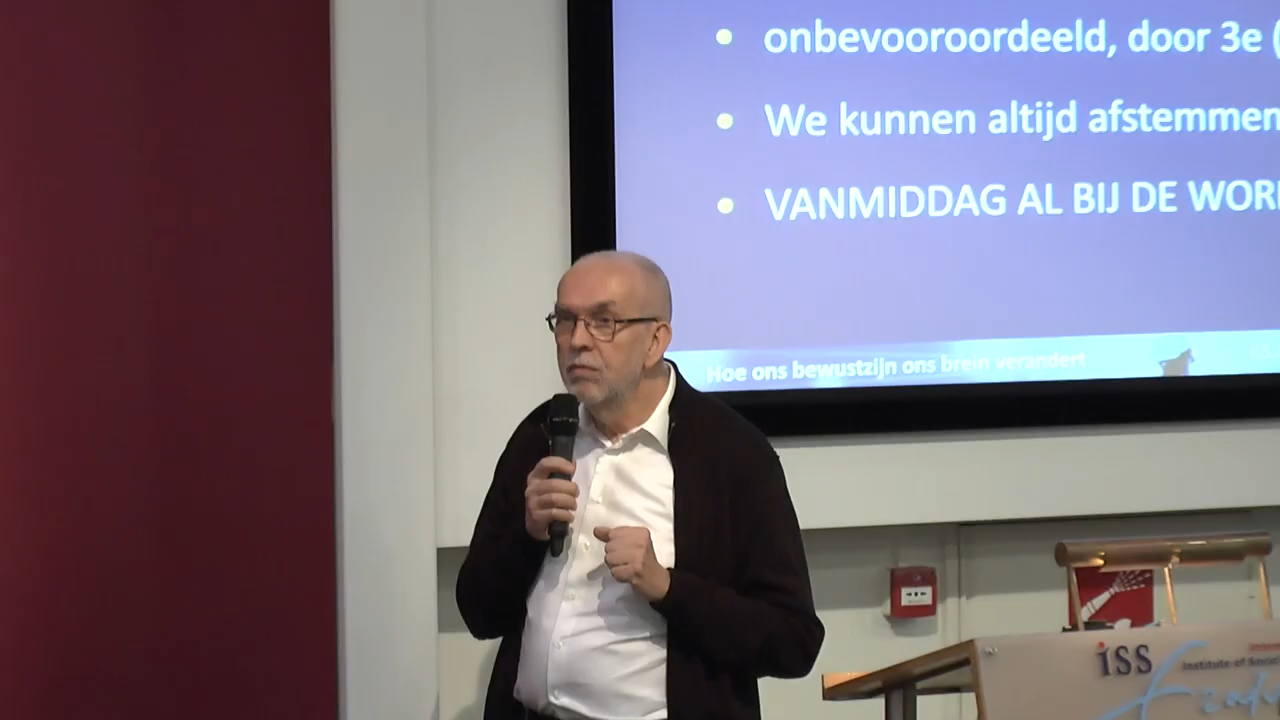 onbevooroordeeld, door 3e (
We kunnen altijd afstemmen
VANMIDDAG AL BIJ DE WOR
Hoe ons bewustzijn ons brein verandert
iss
Institute of Social